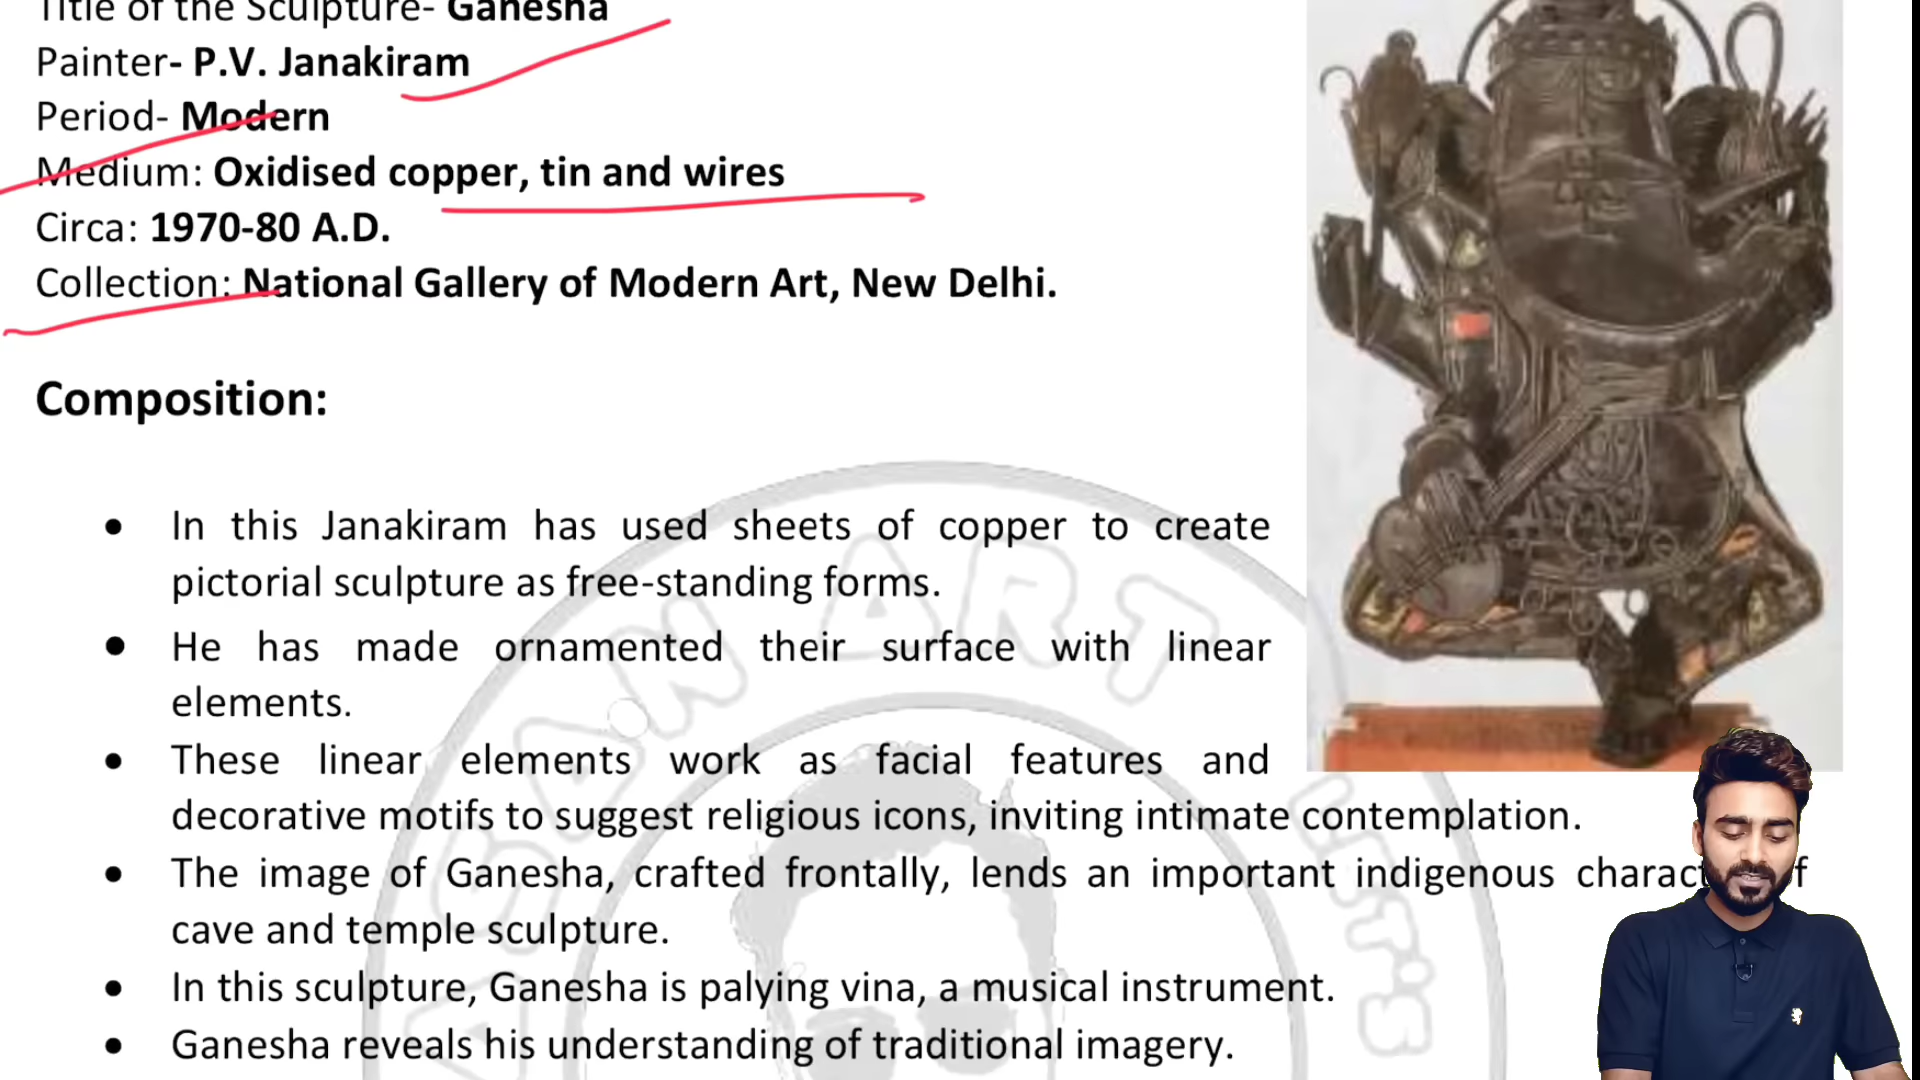 Title of the Sculpture- Ganesha
Painter- P.V. Janakiram
Period- Modern
Medium: Oxidised copper, tin and wires
Circa: 1970-80 A.D.
Collection: National Gallery of Modern Art, New Delhi.
Composition:
• In this Janakiram has used sheets of copper to create
pictorial sculpture as free-standing forms.
• He has made ornamented their surface with linear
elements.
• These linear elements work as facial features and
decorative motifs to suggest religious icons, inviting intimate contemplation.
• The image of Ganesha, crafted frontally, lends an important indigenous
cave and temple sculpture.
• In this sculpture, Ganesha is palying vina, a musical instrument.
• Ganesha reveals his understanding of traditional imagery.
ART